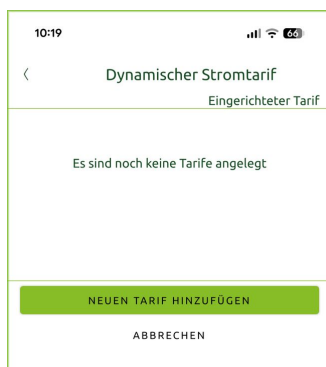 10:19
66
Dynamischer Stromtarif
Eingerichteter Tarif
Es sind noch keine Tarife angelegt
NEUEN TARIF HINZUFÜGEN
ABBRECHEN